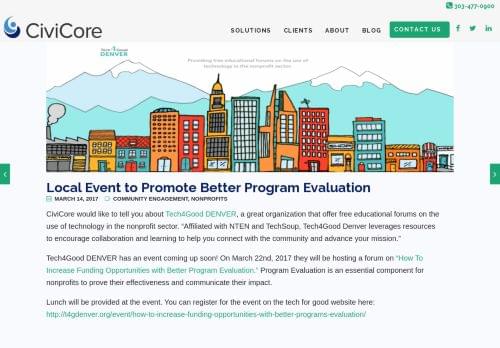 303-477-0900
CiviCore
SOLUTIONS CLIENTS ABOUT BLOG CONTACT US
Tech4Good
DENVER
Providing free educational forums on the use of
technology in the nonprofit sector
Local Event to Promote Better Program Evaluation
MARCH 14, 2017 COMMUNITY ENGAGEMENT, NONPROFITS
CiviCore would like to tell you about Tech4Good DENVER, a great organization that offer free educational forums on the
use of technology in the nonprofit sector. “Affiliated with NTEN and TechSoup, Tech4Good Denver leverages resources
to encourage collaboration and learning to help you connect with the community and advance your mission.”
Tech4Good DENVER has an event coming up soon! On March 22nd, 2017 they will be hosting a forum on “How To
Increase Funding Opportunities with Better Program Evaluation.” Program Evaluation is an essential component for
nonprofits to prove their effectiveness and communicate their impact.
Lunch will be provided at the event. You can register for the event on the tech for good website here:
http://t4gdenver.org/event/how-to-increase-funding-opportunities-with-better-programs-evaluation/